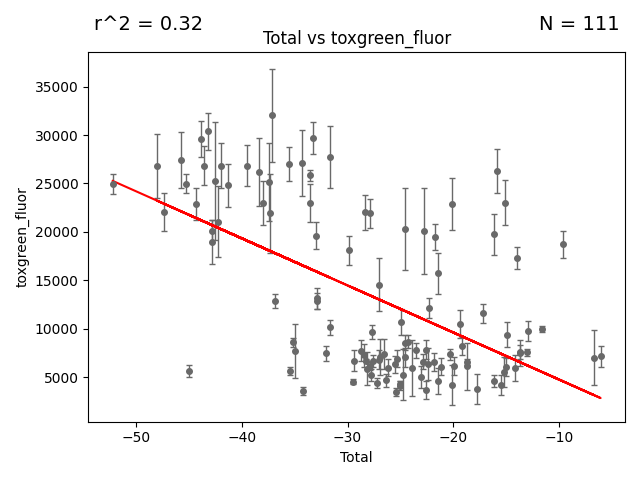 r^2 = 0.32
N = 111
Total vs toxgreen_fluor
toxgreen_fluor
35000
30000
25000
20000
15000
10000
5000
−50
−40
−30
−20
−10
Total